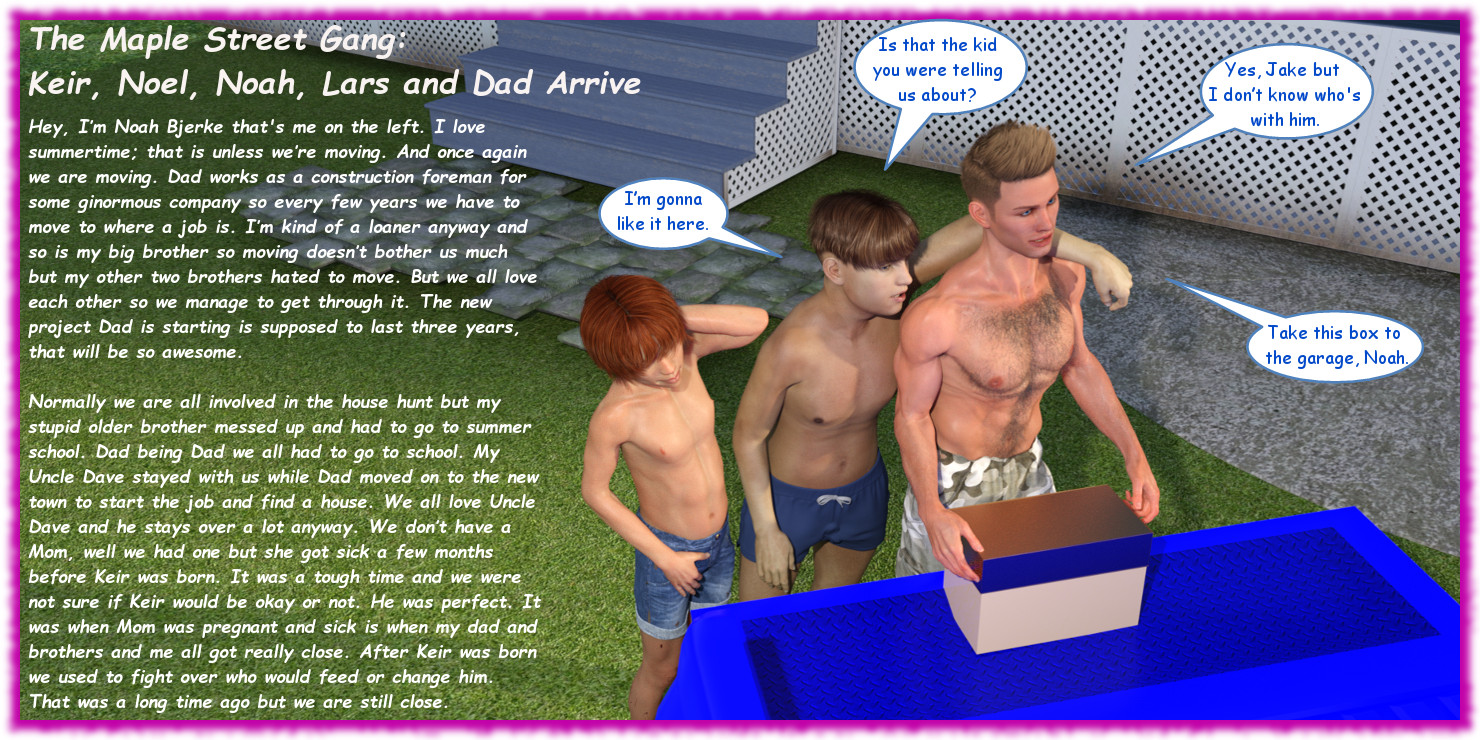 The Maple Street Gang:
Keir, Noel, Noah, Lars and Dad Arrive
Hey, I'm Noah Bjerke that's me on the left. I love
summertime; that is unless we're moving. And once again
we are moving. Dad works as a construction foreman for
some ginormous company so every few years we have to
move to where a job is. I'm kind of a loaner anyway and
so is my big brother so moving doesn't bother us much
but my other two brothers hated to move. But we all love
each other so we manage to get through it. The new
project Dad is starting is supposed to last three years,
that will be so awesome.
Normally we are all involved in the house hunt but my
stupid older brother messed up and had to go to summer
school. Dad being Dad we all had to go to school. My
Uncle Dave stayed with us while Dad moved on to the new
town to start the job and find a house. We all love Uncle
Dave and he stays over a lot anyway. We don't have a
Mom, well we had one but she got sick a few months
before Keir was born. It was a tough time and we were
not sure if Keir would be okay or not. He was perfect. It
was when Mom was pregnant and sick is when my dad and
brothers and me all got really close. After Keir was born
we used to fight over who would feed or change him.
That was a long time ago but we are still close.
I'm gonna
like it here.
Is that the kid
you were telling
us about?
Yes, Jake but
I don't know who's
with him.
Take this box to
the garage, Noah.